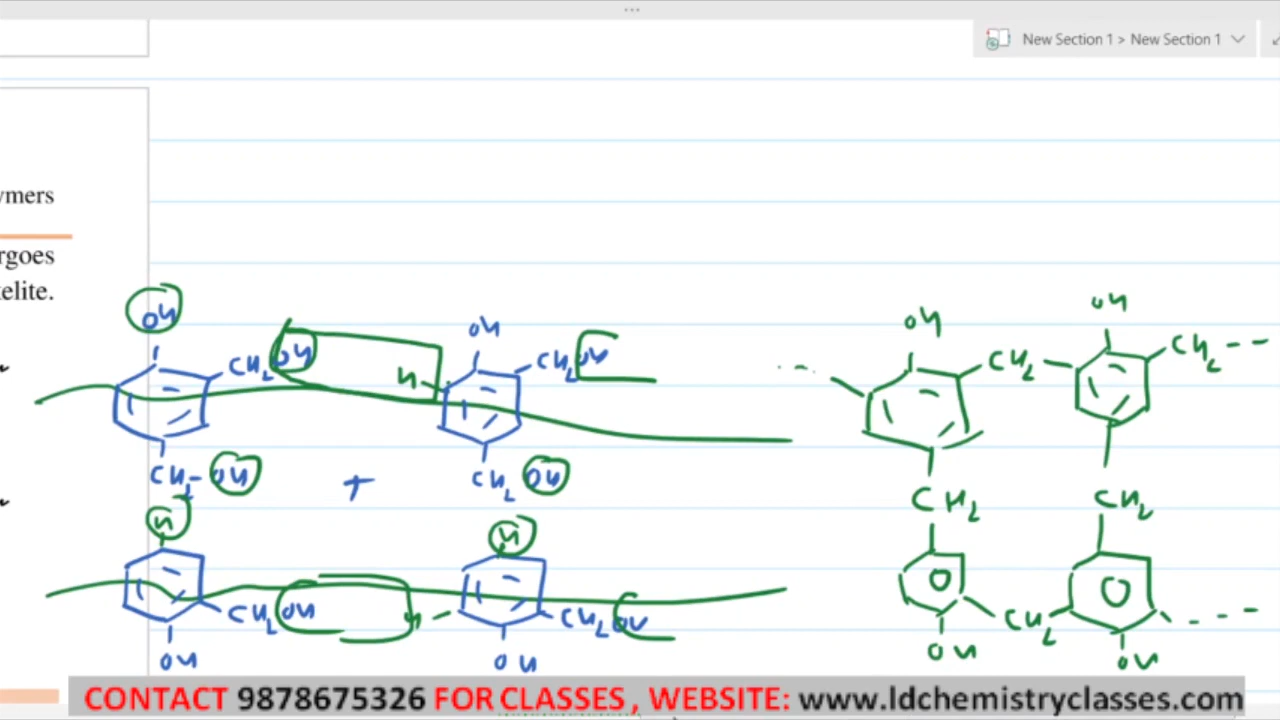 New Section 1 > New Section 1
ymers
rgoes
elite.
OH OH OH OH
CH2OH H CH2OH CH2 CH2--
CH2-OH + CH2OH CH2 CH2
H H
CH2OH H CH2OH CH2
OH OH OH OH
CONTACT 9878675326 FOR CLASSES , WEBSITE: www.ldchemistryclasses.com